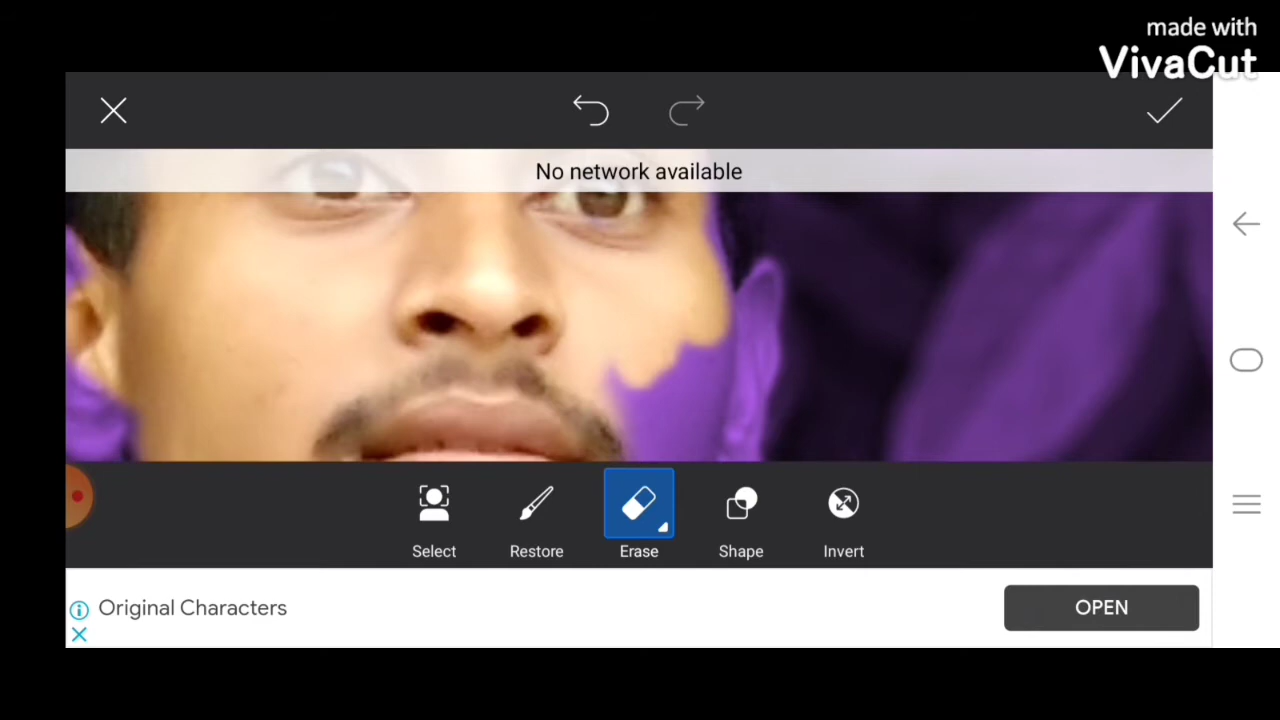 made with
VivaCut
No network available
Select
Restore
Erase
Shape
Invert
Original Characters
OPEN